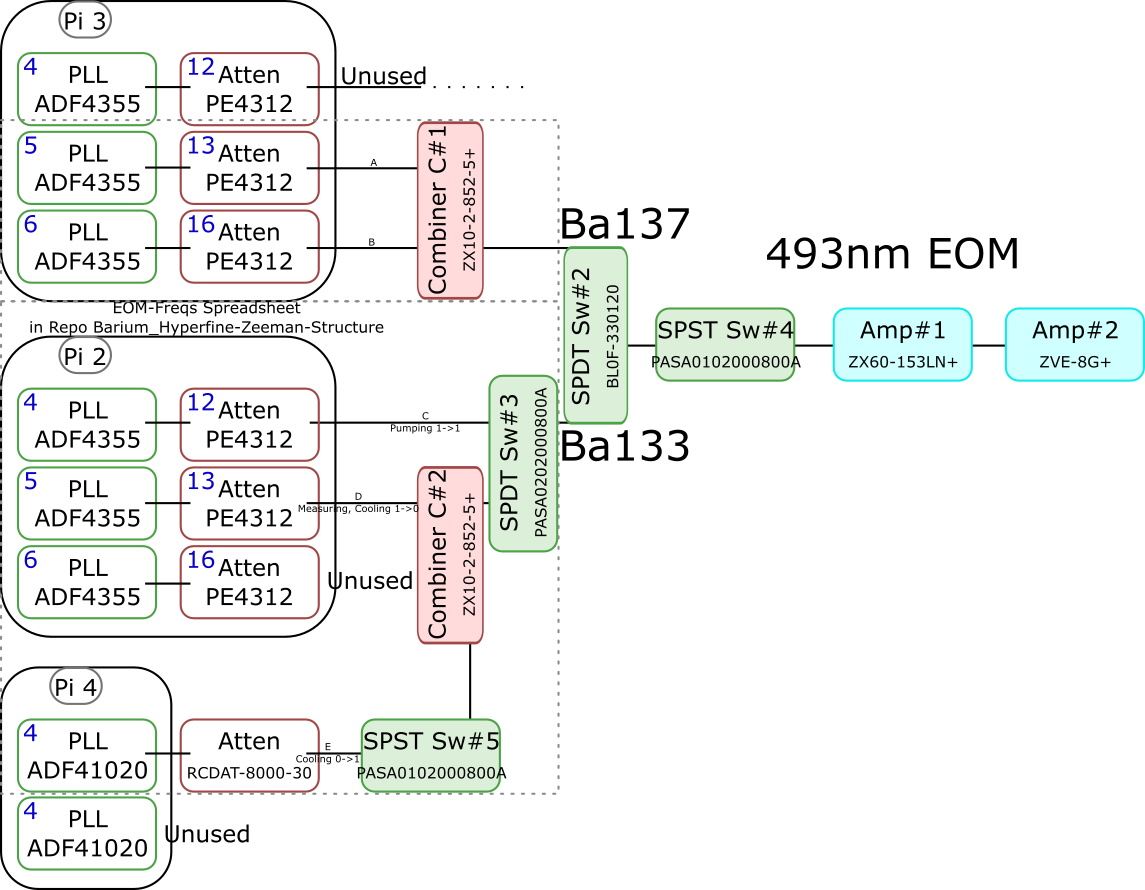 Pi 3
4 PLL
ADF4355
12 Atten
PE4312
Unused
5 PLL
ADF4355
13 Atten
PE4312
A
6 PLL
ADF4355
16 Atten
PE4312
B
Combiner C#1
ZX10-2-852-5+
Ba137
493nm EOM
EOM-Freqs Spreadsheet
in Repo Barium_Hyperfine-Zeeman-Structure
SPDT Sw#2
BL0F-330120
SPST Sw#4
PASA0102000800A
Amp#1
ZX60-153LN+
Amp#2
ZVE-8G+
Pi 2
4 PLL
ADF4355
12 Atten
PE4312
C
Pumping 1->1
SPDT Sw#3
PASA0202000800A
Ba133
5 PLL
ADF4355
13 Atten
PE4312
D
Measuring, Cooling 1->0
Combiner C#2
ZX10-2-852-5+
6 PLL
ADF4355
16 Atten
PE4312
Unused
Pi 4
4 PLL
ADF41020
Atten
RCDAT-8000-30
E
Cooling 0->1
SPST Sw#5
PASA0102000800A
4 PLL
ADF41020
Unused